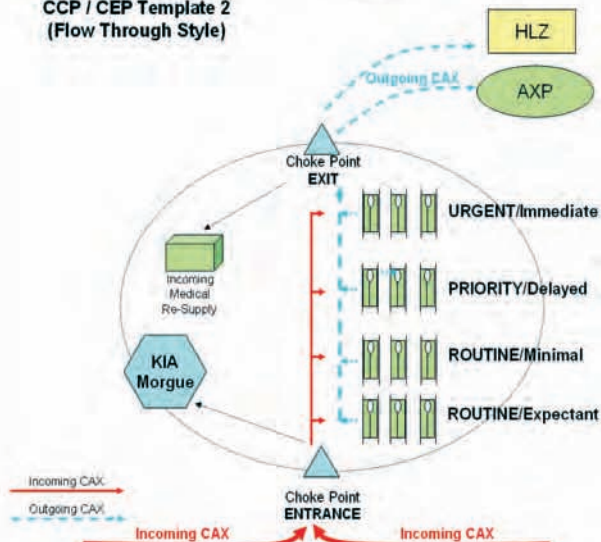 CCP / CEP Template 2
(Flow Through Style)
HLZ
Outgoing CAX
AXP
Choke Point
EXIT
URGENT/Immediate
Incoming
Medical
Re-Supply
PRIORITY/Delayed
KIA
Morgue
ROUTINE/Minimal
ROUTINE/Expectant
Incoming CAX
Outgoing CAX
Choke Point
ENTRANCE
Incoming CAX
Incoming CAX